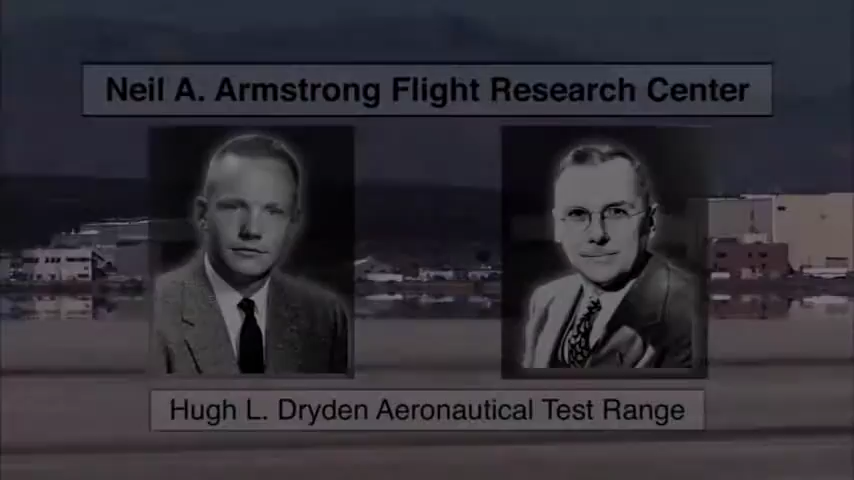 Neil A. Armstrong Flight Research Center
Hugh L. Dryden Aeronautical Test Range